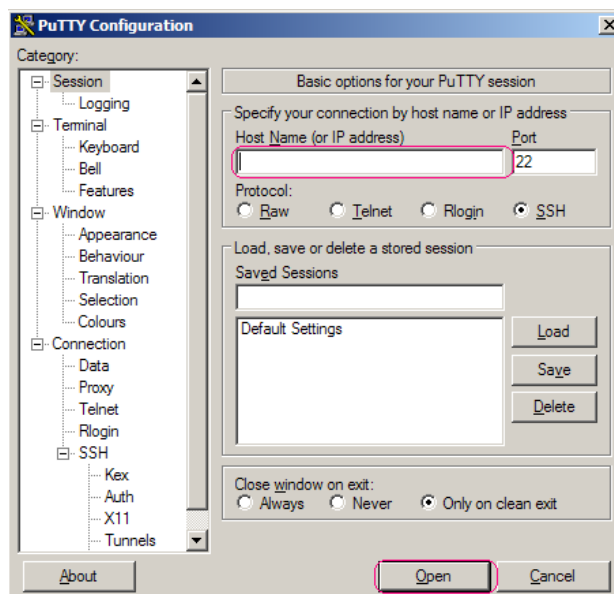 PuTTY Configuration
Category:
Session
Logging
Terminal
Keyboard
Bell
Features
Window
Appearance
Behaviour
Translation
Selection
Colours
Connection
Data
Proxy
Telnet
Rlogin
SSH
Kex
Auth
X11
Tunnels
Basic options for your PuTTY session
Specify your connection by host name or IP address
Host Name (or IP address) Port
22
Protocol:
Raw Telnet Rlogin SSH
Load, save or delete a stored session
Saved Sessions
Default Settings
Load
Save
Delete
Close window on exit:
Always Never Only on clean exit
About Open Cancel